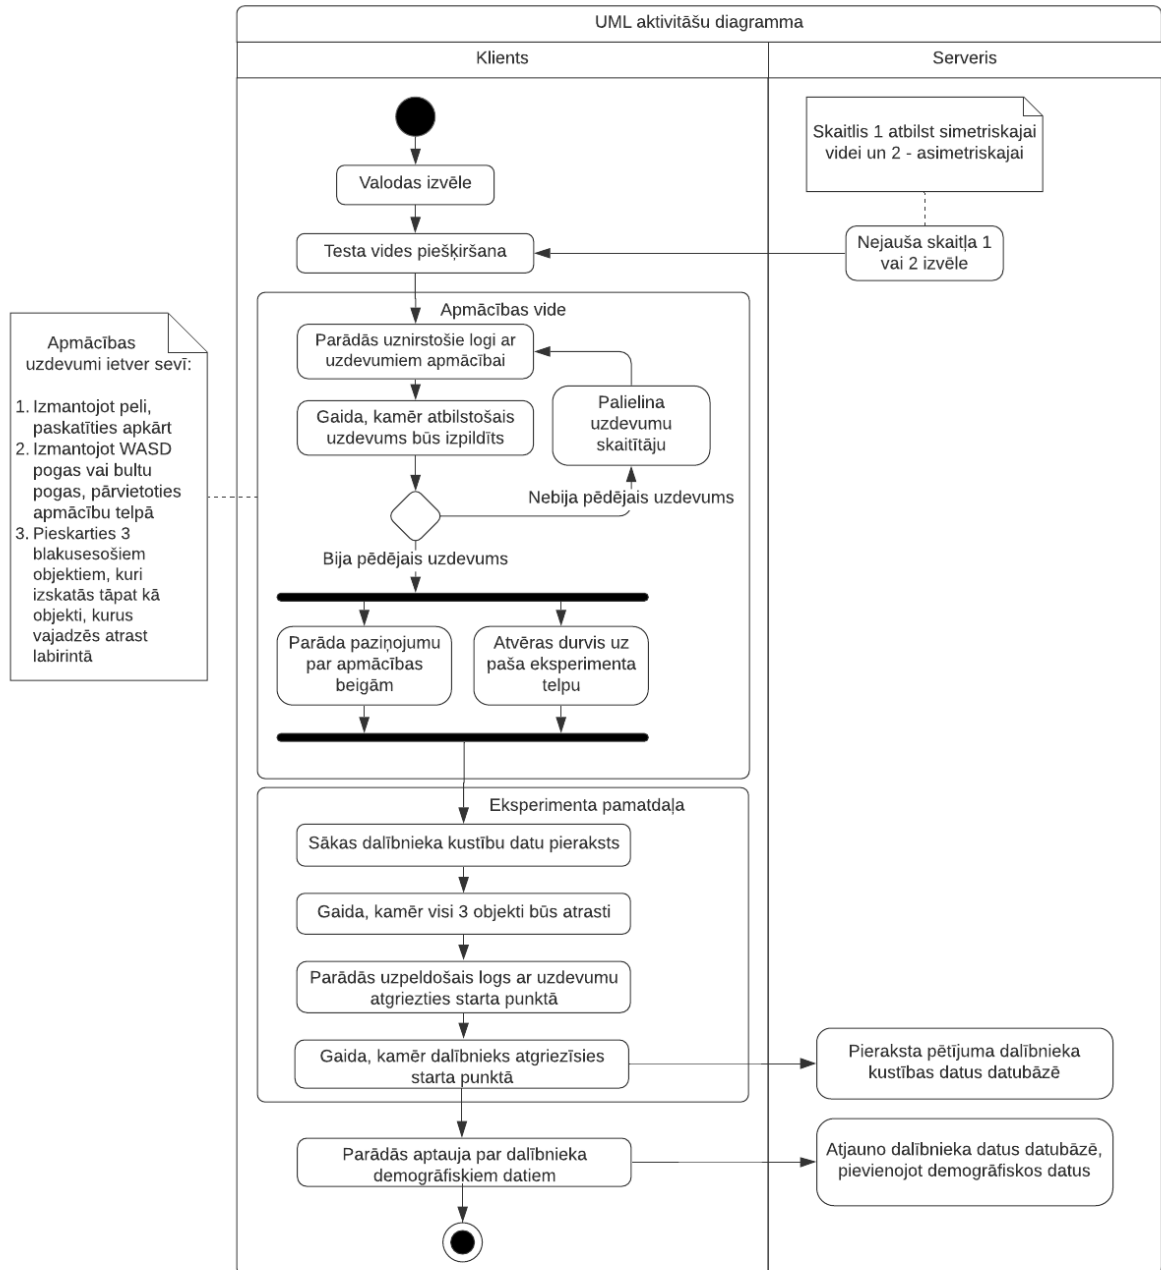 UML aktivitāšu diagramma
Klients
Serveris
Skaitlis 1 atbilst simetriskajai
videi un 2 - asimetriskajai
Valodas izvēle
Testa vides piešķiršana
Nejauša skaitļa 1
vai 2 izvēle
Apmācības vide
Parādās uznirstošie logi ar
uzdevumiem apmācībai
Gaida, kamēr atbilstošais
uzdevums būs izpildīts
Palielina
uzdevumu
skaitītāju
Nebija pēdējais uzdevums
Bija pēdējais uzdevums
Apmācības
uzdevumi ietver sevī:
1. Izmantojot peli,
paskatīties apkārt
2. Izmantojot WASD
pogas vai bultu
pogas, pārvietoties
apmācību telpā
3. Pieskarties 3
blakusesošiem
objektiem, kuri
izskatās tāpat kā
objekti, kurus
vajadzēs atrast
labirintā
Parāda paziņojumu
par apmācības
beigām
Atvēras durvis uz
paša eksperimenta
telpu
Eksperimenta pamatdaļa
Sākas dalībnieka kustību datu pieraksts
Gaida, kamēr visi 3 objekti būs atrasti
Parādās uzpeldošais logs ar uzdevumu
atgriezties starta punktā
Gaida, kamēr dalībnieks atgriezīsies
starta punktā
Pieraksta pētījuma dalībnieka
kustības datus datubāzē
Parādās aptauja par dalībnieka
demogrāfiskiem datiem
Atjauno dalībnieka datus datubāzē,
pievienojot demogrāfiskos datus